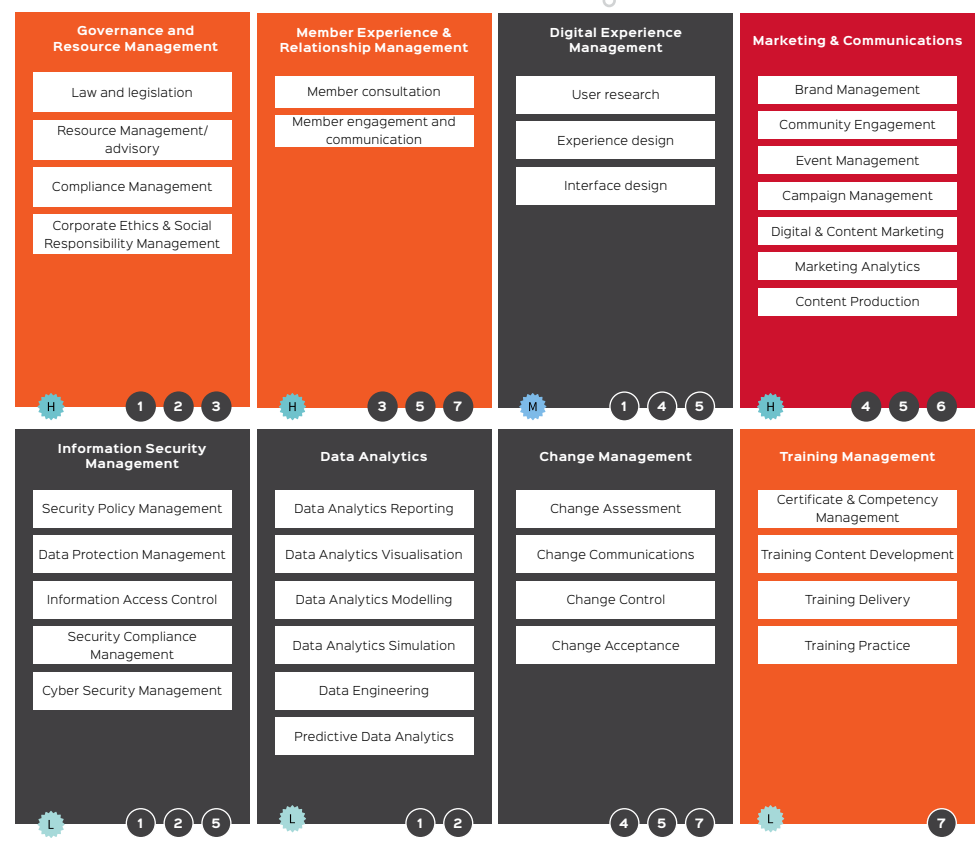 Governance and
Resource Management
Law and legislation
Resource Management/
advisory
Compliance Management
Corporate Ethics & Social
Responsibility Management
H
1
2
3
Member Experience &
Relationship Management
Member consultation
Member engagement and
communication
H
3
5
7
Digital Experience
Management
User research
Experience design
Interface design
M
1
4
5
Marketing & Communications
Brand Management
Community Engagement
Event Management
Campaign Management
Digital & Content Marketing
Marketing Analytics
Content Production
H
4
5
6
Information Security
Management
Security Policy Management
Data Protection Management
Information Access Control
Security Compliance
Management
Cyber Security Management
L
1
2
5
Data Analytics
Data Analytics Reporting
Data Analytics Visualisation
Data Analytics Modelling
Data Analytics Simulation
Data Engineering
Predictive Data Analytics
L
1
2
Change Management
Change Assessment
Change Communications
Change Control
Change Acceptance
4
5
7
Training Management
Certificate & Competency
Management
Training Content Development
Training Delivery
Training Practice
L
7